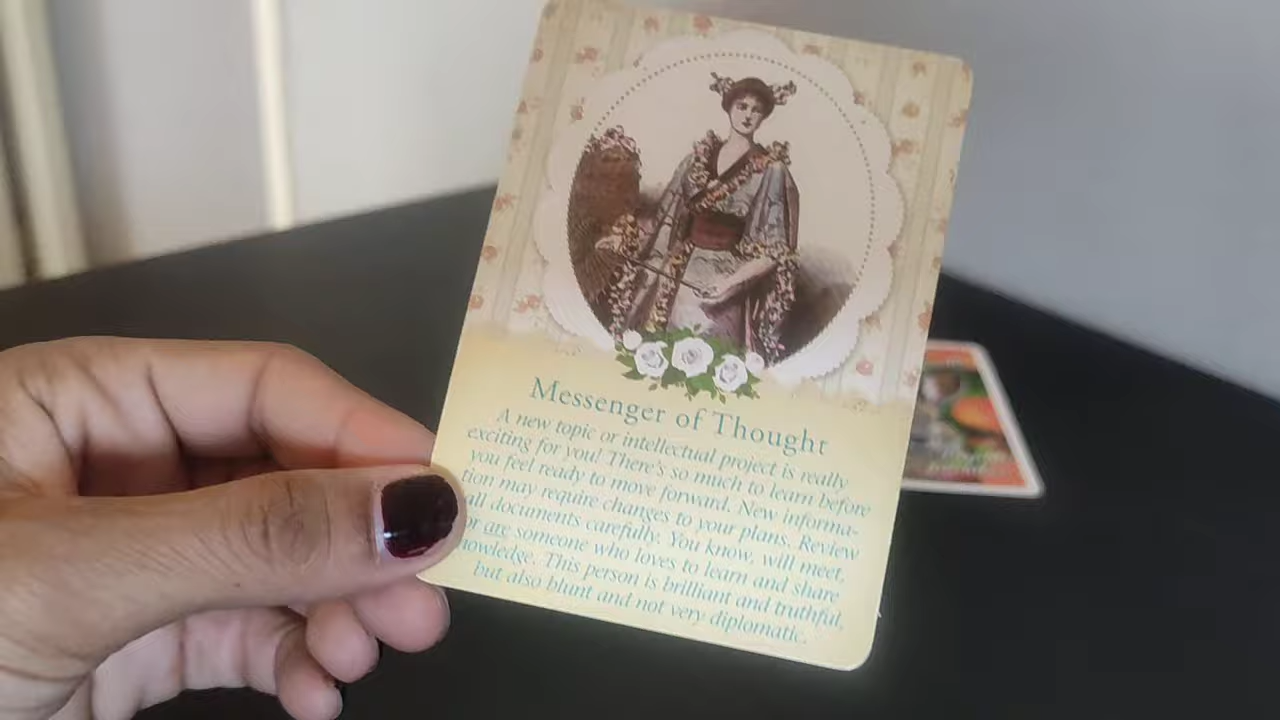 Messenger of Thought
A new topic or intellectual project is really
exciting for you! There's so much to learn before
you feel ready to move forward. New informa-
tion may require changes to your plans. Review
all documents carefully. You know, will meet,
or are someone who loves to learn and share
nowledge. This person is brilliant and truthful,
but also blunt and not very diplomatic.